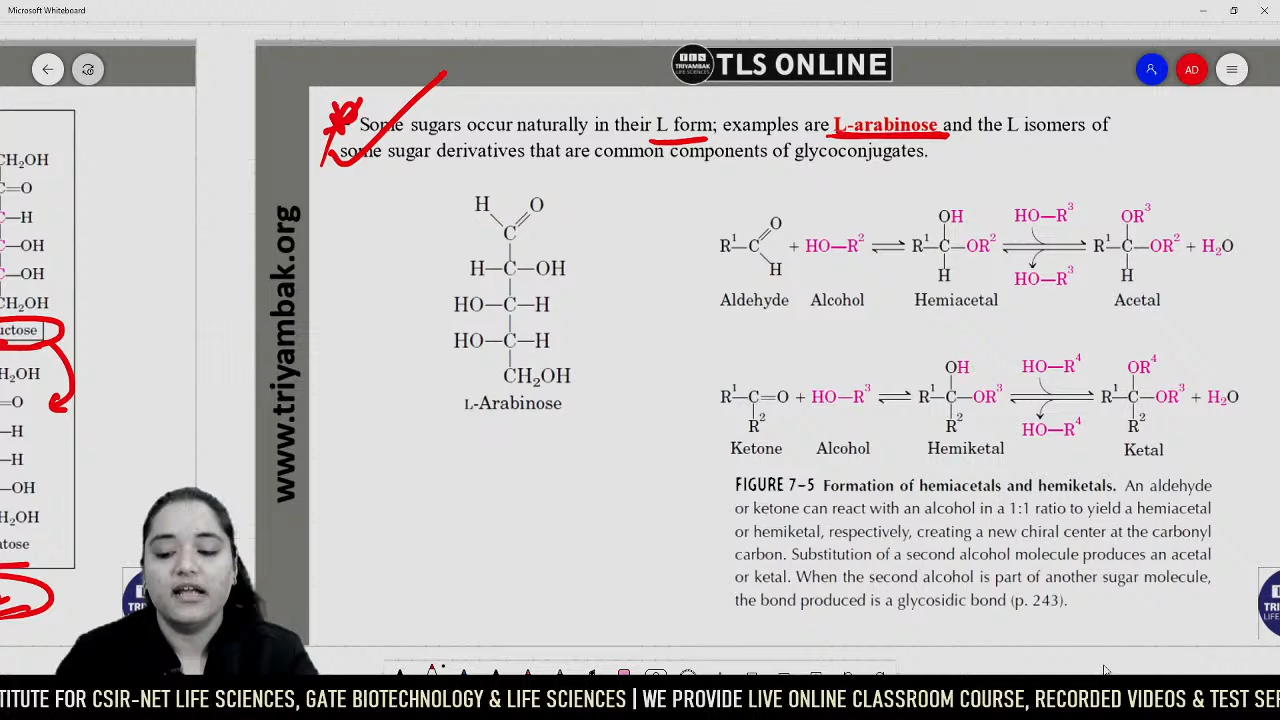 Microsoft Whiteboard
TRIYAMBAK
LIFE SCIENCES
TLS ONLINE
AD
Some sugars occur naturally in their L form; examples are L-arabinose and the L isomers of
some sugar derivatives that are common components of glycoconjugates.
www.triyambak.org
CH₂OH
C=O
C—H
C—OH
C—OH
CH₂OH
uctose
H₂OH
=O
—H
—H
—OH
H₂OH
atose
H O
C
H—C—OH
HO—C—H
HO—C—H
CH₂OH
L-Arabinose
O
R¹—C + HO—R² ⇌
H
Aldehyde Alcohol
OH
R¹—C—OR²
H
Hemiacetal
HO—R³
HO—R³
OR³
R¹—C—OR² + H₂O
H
Acetal
R¹—C=O + HO—R³ ⇌
R²
Ketone Alcohol
OH
R¹—C—OR³
R²
Hemiketal
HO—R⁴
HO—R⁴
OR⁴
R¹—C—OR³ + H₂O
R²
Ketal
FIGURE 7–5 Formation of hemiacetals and hemiketals. An aldehyde
or ketone can react with an alcohol in a 1:1 ratio to yield a hemiacetal
or hemiketal, respectively, creating a new chiral center at the carbonyl
carbon. Substitution of a second alcohol molecule produces an acetal
or ketal. When the second alcohol is part of another sugar molecule,
the bond produced is a glycosidic bond (p. 243).
TITUTE FOR CSIR-NET LIFE SCIENCES, GATE BIOTECHNOLOGY & LIFE SCIENCES | WE PROVIDE LIVE ONLINE CLASSROOM COURSE, RECORDED VIDEOS & TEST SE